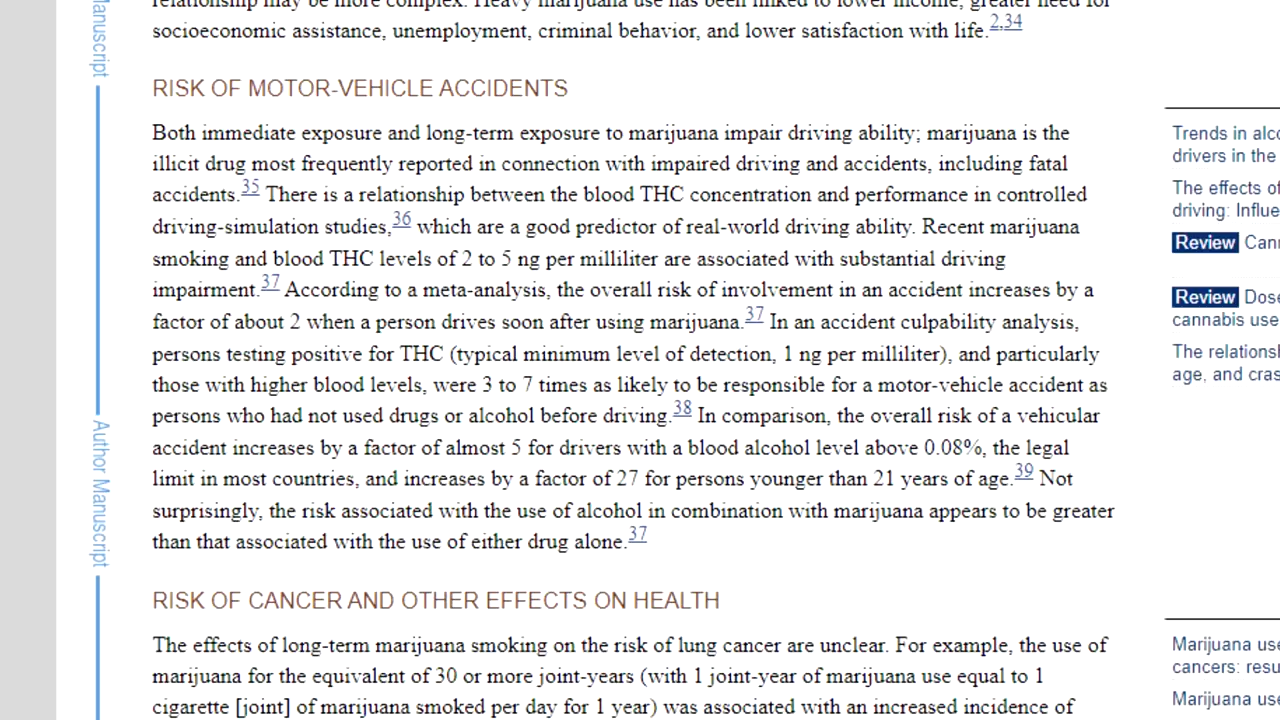 relationship may be more complex. Heavy marijuana use has been linked to lower income, greater need for
socioeconomic assistance, unemployment, criminal behavior, and lower satisfaction with life.2,34
RISK OF MOTOR-VEHICLE ACCIDENTS
Both immediate exposure and long-term exposure to marijuana impair driving ability; marijuana is the
illicit drug most frequently reported in connection with impaired driving and accidents, including fatal
accidents.35 There is a relationship between the blood THC concentration and performance in controlled
driving-simulation studies,36 which are a good predictor of real-world driving ability. Recent marijuana
smoking and blood THC levels of 2 to 5 ng per milliliter are associated with substantial driving
impairment.37 According to a meta-analysis, the overall risk of involvement in an accident increases by a
factor of about 2 when a person drives soon after using marijuana.37 In an accident culpability analysis,
persons testing positive for THC (typical minimum level of detection, 1 ng per milliliter), and particularly
those with higher blood levels, were 3 to 7 times as likely to be responsible for a motor-vehicle accident as
persons who had not used drugs or alcohol before driving.38 In comparison, the overall risk of a vehicular
accident increases by a factor of almost 5 for drivers with a blood alcohol level above 0.08%, the legal
limit in most countries, and increases by a factor of 27 for persons younger than 21 years of age.39 Not
surprisingly, the risk associated with the use of alcohol in combination with marijuana appears to be greater
than that associated with the use of either drug alone.37
RISK OF CANCER AND OTHER EFFECTS ON HEALTH
The effects of long-term marijuana smoking on the risk of lung cancer are unclear. For example, the use of
marijuana for the equivalent of 30 or more joint-years (with 1 joint-year of marijuana use equal to 1
cigarette [joint] of marijuana smoked per day for 1 year) was associated with an increased incidence of
Manuscript
Author Manuscript
Trends in alco
drivers in the
The effects of
driving: Influe
Review Can
Review Dose
cannabis use
The relations
age, and cras
Marijuana use
cancers: resu
Marijuana use